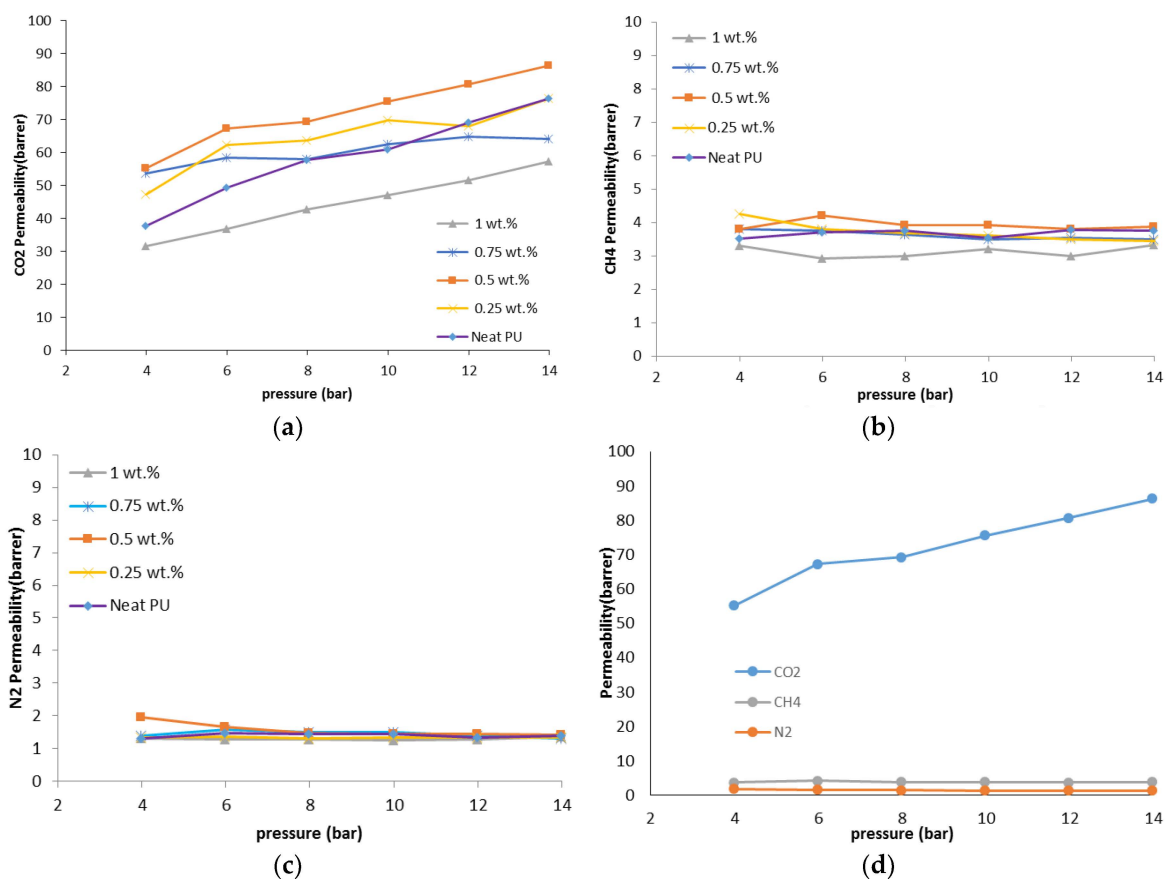 100
90
80
70
60
50
40
30
20
10
0
CO2 Permeability(barrer)
1 wt.%
0.75 wt.%
0.5 wt.%
0.25 wt.%
Neat PU
2 4 6 8 10 12 14
pressure (bar)
(a)
10
9
8
7
6
5
4
3
2
1
0
CH4 Permeability(barrer)
1 wt.%
0.75 wt.%
0.5 wt.%
0.25 wt.%
Neat PU
2 4 6 8 10 12 14
pressure (bar)
(b)
10
9
8
7
6
5
4
3
2
1
0
N2 Permeability(barrer)
1 wt.%
0.75 wt.%
0.5 wt.%
0.25 wt.%
Neat PU
2 4 6 8 10 12 14
pressure (bar)
(c)
100
90
80
70
60
50
40
30
20
10
0
Permeability(barrer)
CO2
CH4
N2
2 4 6 8 10 12 14
pressure (bar)
(d)